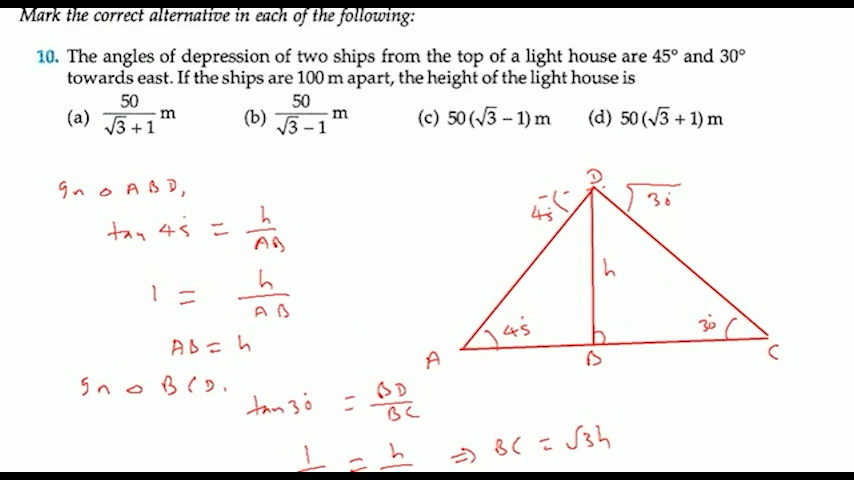 Mark the correct alternative in each of the following:
10. The angles of depression of two ships from the top of a light house are 45° and 30°
towards east. If the ships are 100 m apart, the height of the light house is
(a) 50/(√3 + 1) m (b) 50/(√3 – 1) m (c) 50 (√3 – 1) m (d) 50 (√3 + 1) m
In △ ABD,
tan 45° = h/AB
1 = h/AB
AB = h
In △ BCD.
tan 30° = BD/BC
1 = h ⇒ BC = √3h
D
45° 30°
h
45° 30°
A B C